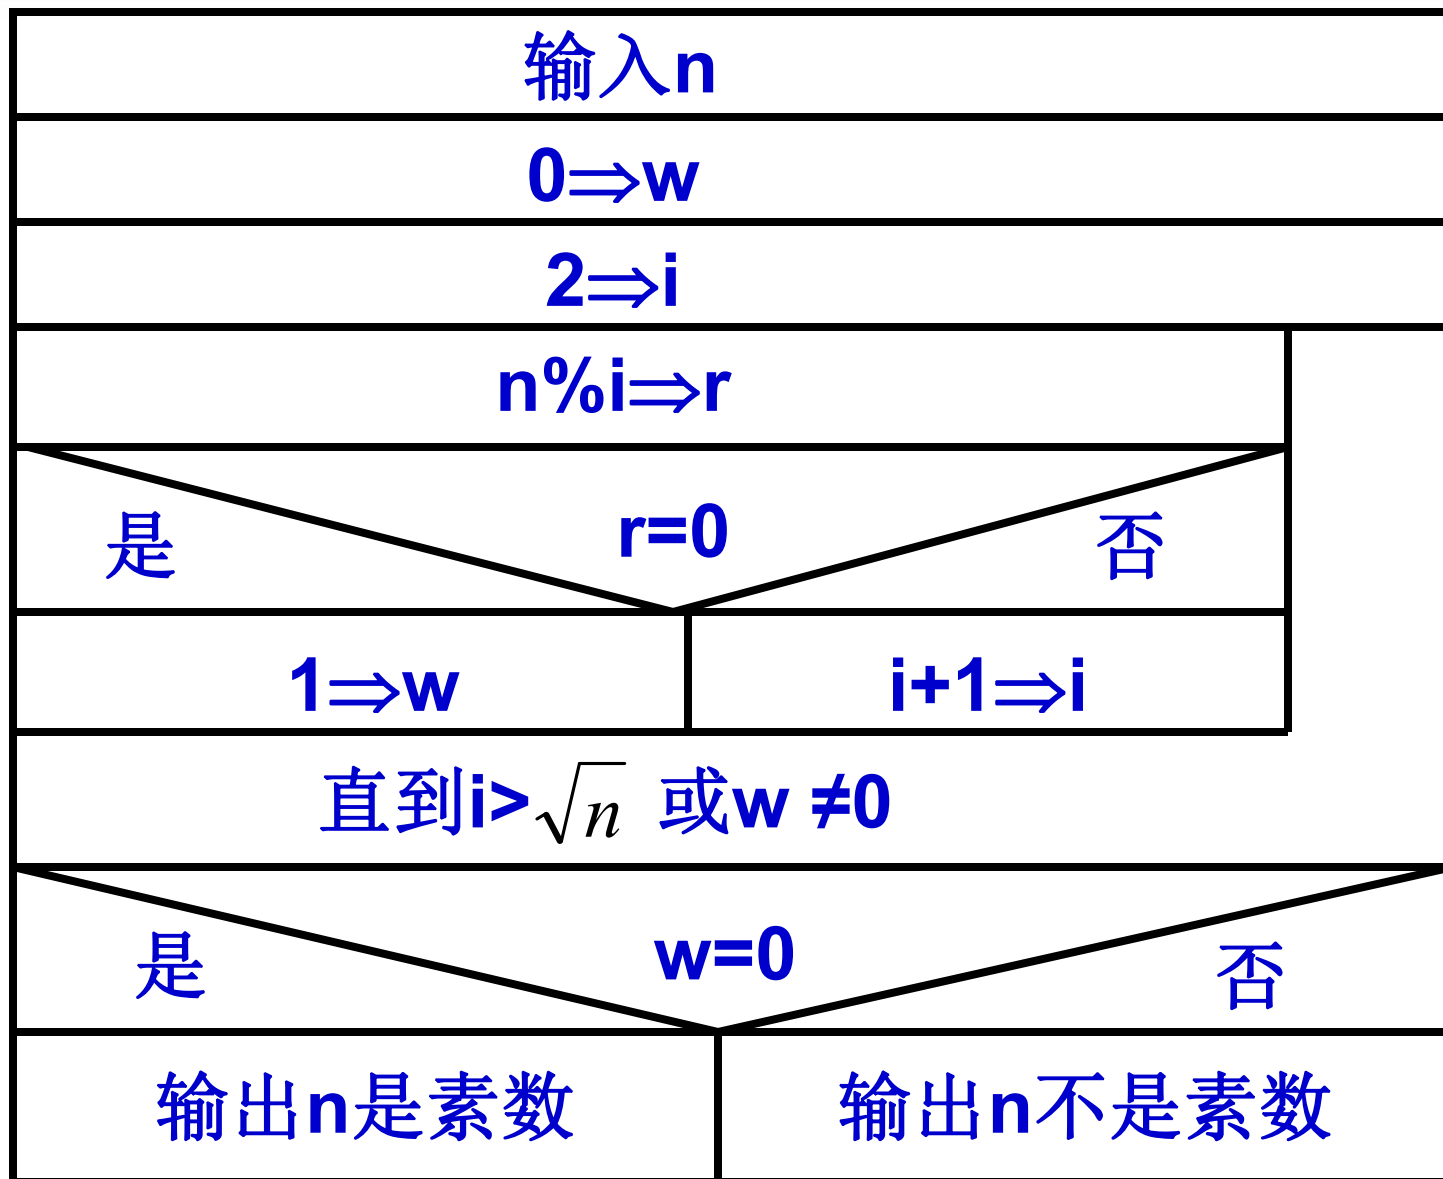 输入n
0⇒w
2⇒i
n%i⇒r
是 r=0 否
1⇒w i+1⇒i
直到i>√n 或w ≠0
是 w=0 否
输出n是素数 输出n不是素数